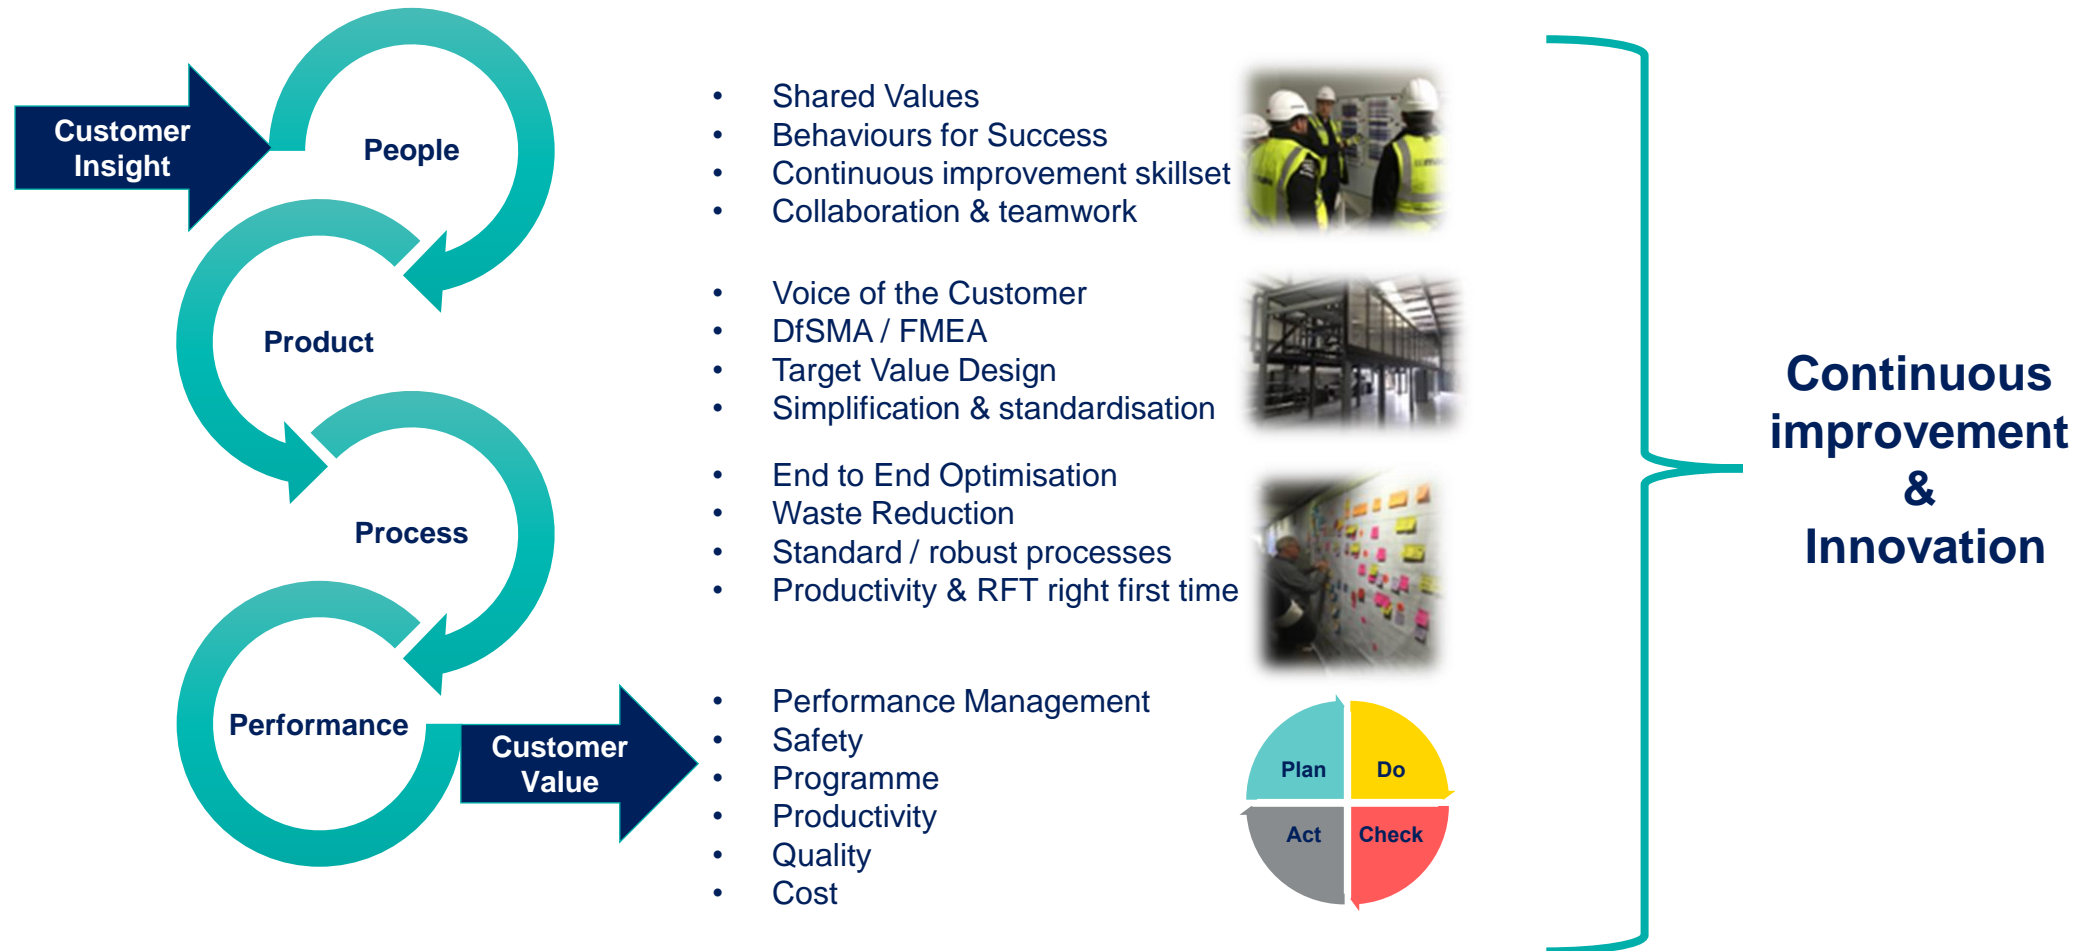 Customer
Insight
People
• Shared Values
• Behaviours for Success
• Continuous improvement skillset
• Collaboration & teamwork
Product
• Voice of the Customer
• DfSMA / FMEA
• Target Value Design
• Simplification & standardisation
Process
• End to End Optimisation
• Waste Reduction
• Standard / robust processes
• Productivity & RFT right first time
Performance
Customer
Value
• Performance Management
• Safety
• Programme
• Productivity
• Quality
• Cost
Plan
Do
Act
Check
Continuous
improvement
&
Innovation